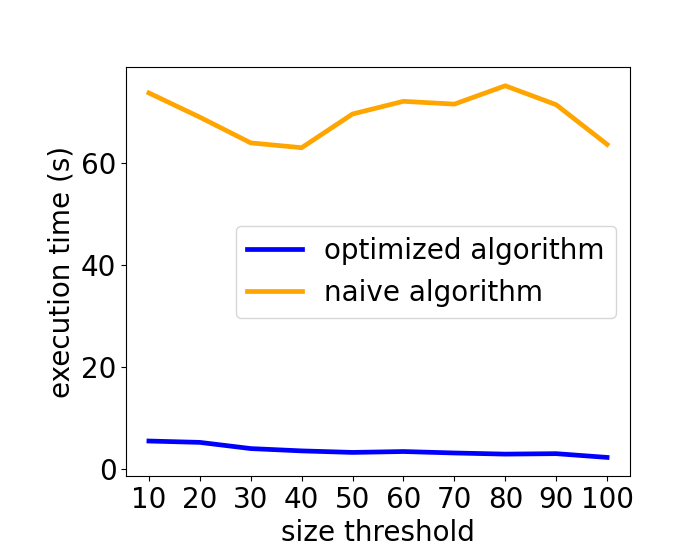 execution time (s)
60
40
20
0
optimized algorithm
naive algorithm
10 20 30 40 50 60 70 80 90 100
size threshold